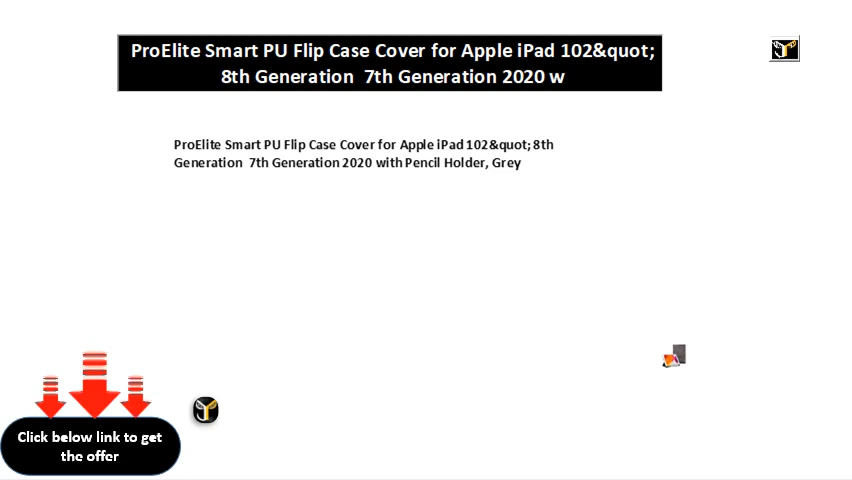 ProElite Smart PU Flip Case Cover for Apple iPad 102&quot;
8th Generation  7th Generation 2020 w
ProElite Smart PU Flip Case Cover for Apple iPad 102&quot; 8th
Generation  7th Generation 2020 with Pencil Holder, Grey
Click below link to get
the offer